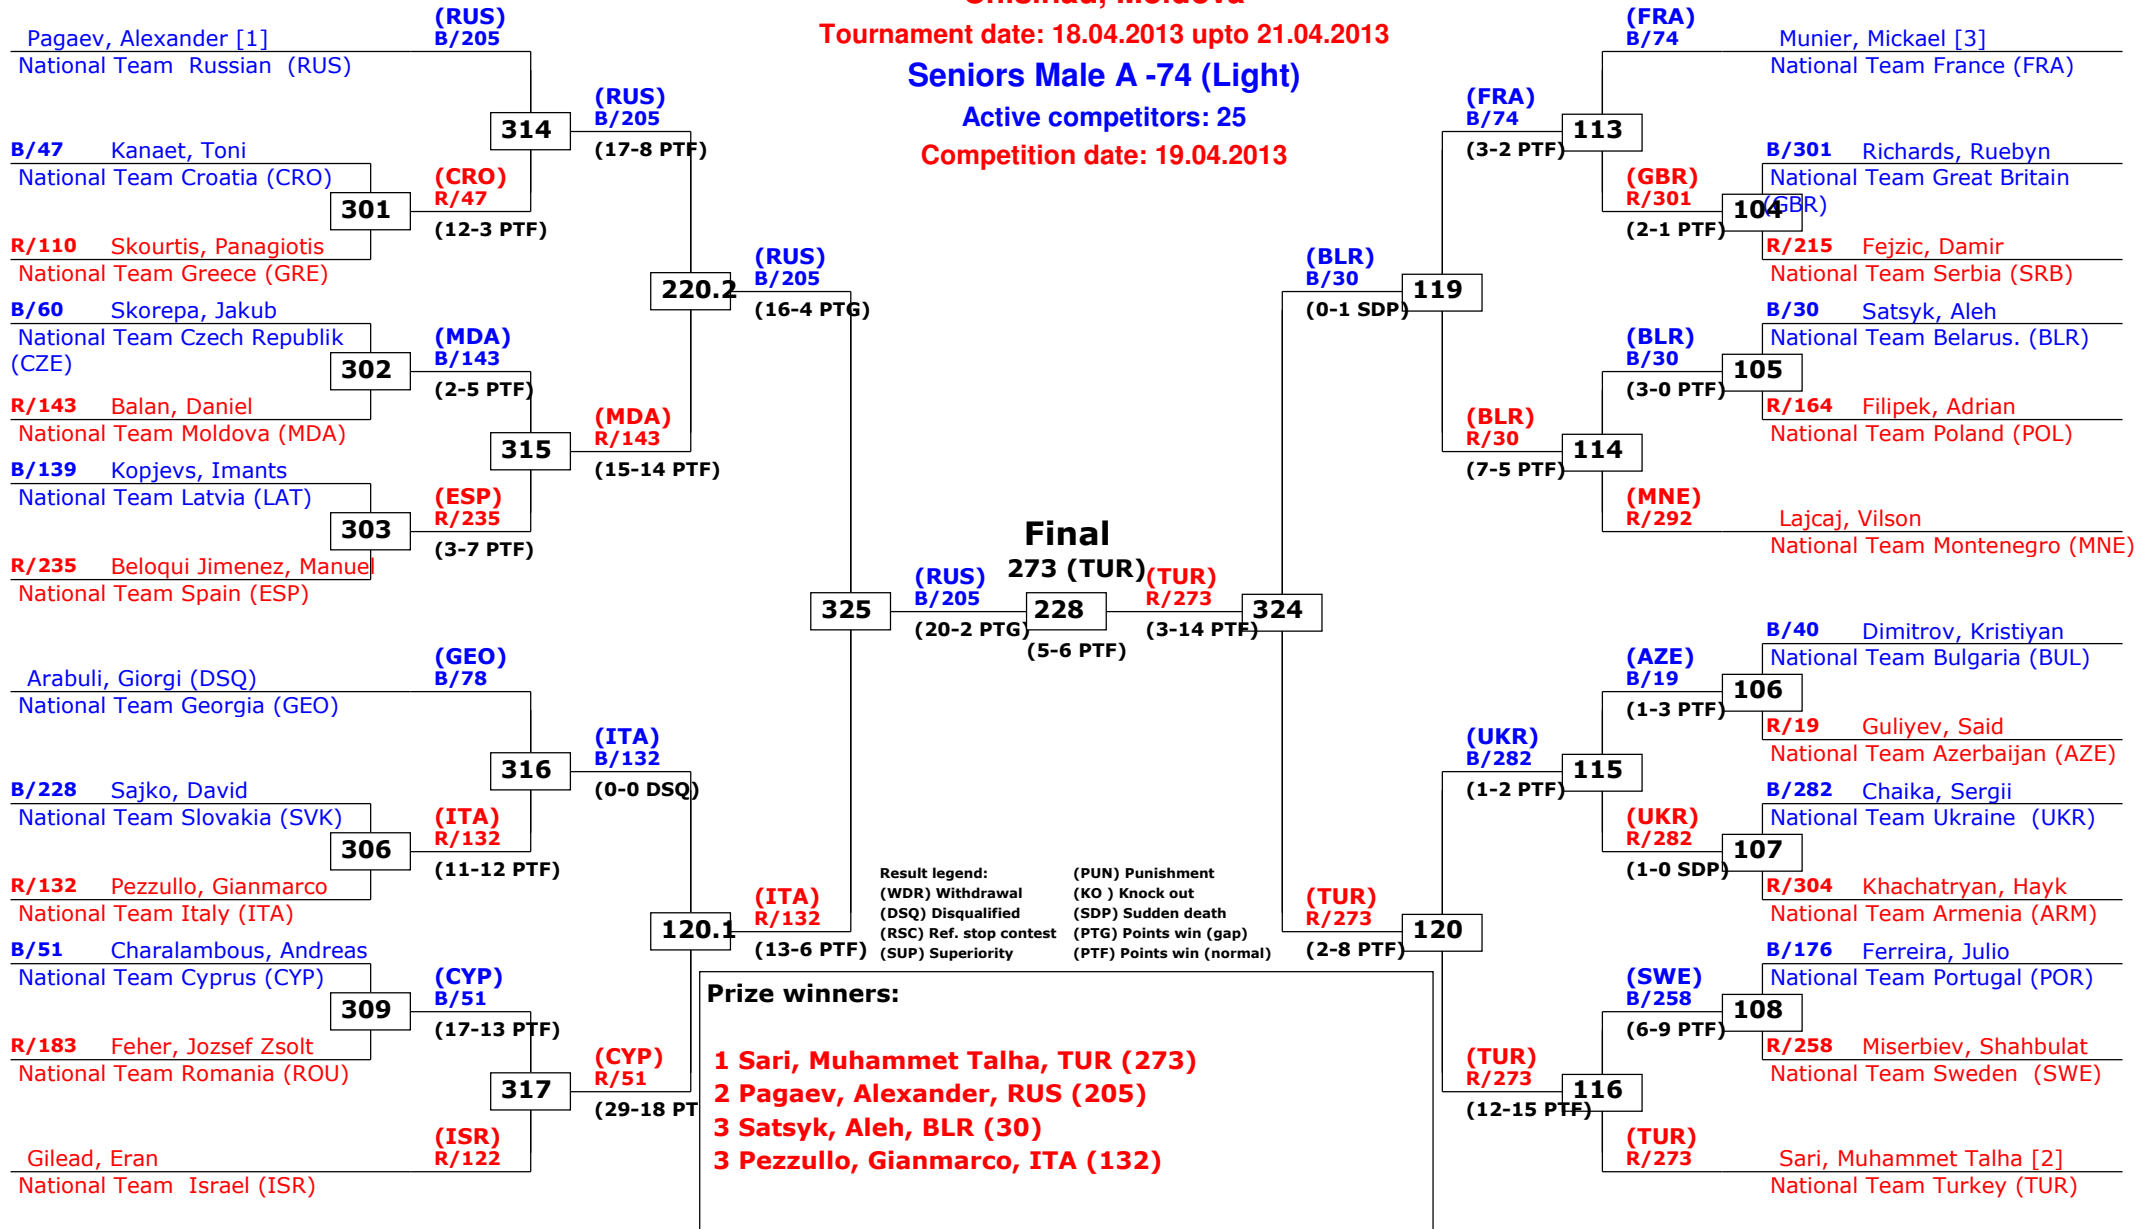 Chisinau, Moldova
Tournament date: 18.04.2013 upto 21.04.2013
Seniors Male A -74 (Light)
Active competitors: 25
Competition date: 19.04.2013
Pagaev, Alexander [1]
National Team  Russian  (RUS)
(RUS)
B/205
B/47 Kanaet, Toni
National Team Croatia (CRO)
301
R/110 Skourtis, Panagiotis
National Team Greece (GRE)
(CRO)
R/47
(12-3 PTF)
314
(RUS)
B/205
(17-8 PTF)
B/60 Skorepa, Jakub
National Team Czech Republik
(CZE)
302
R/143 Balan, Daniel
National Team Moldova (MDA)
(MDA)
B/143
(2-5 PTF)
B/139 Kopjevs, Imants
National Team Latvia (LAT)
303
R/235 Beloqui Jimenez, Manuel
National Team Spain (ESP)
(ESP)
R/235
(3-7 PTF)
315
(MDA)
R/143
(15-14 PTF)
220.2
(RUS)
B/205
(16-4 PTG)
Arabuli, Giorgi (DSQ)
National Team Georgia (GEO)
(GEO)
B/78
B/228 Sajko, David
National Team Slovakia (SVK)
306
R/132 Pezzullo, Gianmarco
National Team Italy (ITA)
(ITA)
R/132
(11-12 PTF)
316
(ITA)
B/132
(0-0 DSQ)
B/51 Charalambous, Andreas
National Team Cyprus (CYP)
309
R/183 Feher, Jozsef Zsolt
National Team Romania (ROU)
(CYP)
B/51
(17-13 PTF)
317
(CYP)
R/51
(29-18 PT
Gilead, Eran
National Team  Israel (ISR)
(ISR)
R/122
120.1
(ITA)
R/132
(13-6 PTF)
325
(RUS)
B/205
(20-2 PTG)
Final
273 (TUR)
228
(5-6 PTF)
(TUR)
R/273
(3-14 PTF)
324
(BLR)
B/30
(0-1 SDP)
119
(FRA)
B/74
(3-2 PTF)
113
(FRA)
B/74
Munier, Mickael [3]
National Team France (FRA)
(GBR)
R/301
(2-1 PTF)
104
B/301 Richards, Ruebyn
National Team Great Britain
(GBR)
R/215 Fejzic, Damir
National Team Serbia (SRB)
(BLR)
R/30
(7-5 PTF)
114
(BLR)
B/30
(3-0 PTF)
105
B/30 Satsyk, Aleh
National Team Belarus. (BLR)
R/164 Filipek, Adrian
National Team Poland (POL)
(MNE)
R/292
Lajcaj, Vilson
National Team Montenegro (MNE)
(TUR)
R/273
(2-8 PTF)
120
(UKR)
B/282
(1-2 PTF)
115
(AZE)
B/19
(1-3 PTF)
106
B/40 Dimitrov, Kristiyan
National Team Bulgaria (BUL)
R/19 Guliyev, Said
National Team Azerbaijan (AZE)
(UKR)
R/282
(1-0 SDP)
107
B/282 Chaika, Sergii
National Team Ukraine  (UKR)
R/304 Khachatryan, Hayk
National Team Armenia (ARM)
(TUR)
R/273
(12-15 PTF)
116
(SWE)
B/258
(6-9 PTF)
108
B/176 Ferreira, Julio
National Team Portugal (POR)
R/258 Miserbiev, Shahbulat
National Team Sweden  (SWE)
(TUR)
R/273
Sari, Muhammet Talha [2]
National Team Turkey (TUR)
Result legend:
(WDR) Withdrawal
(DSQ) Disqualified
(RSC) Ref. stop contest
(SUP) Superiority
(PUN) Punishment
(KO ) Knock out
(SDP) Sudden death
(PTG) Points win (gap)
(PTF) Points win (normal)
Prize winners:
1 Sari, Muhammet Talha, TUR (273)
2 Pagaev, Alexander, RUS (205)
3 Satsyk, Aleh, BLR (30)
3 Pezzullo, Gianmarco, ITA (132)